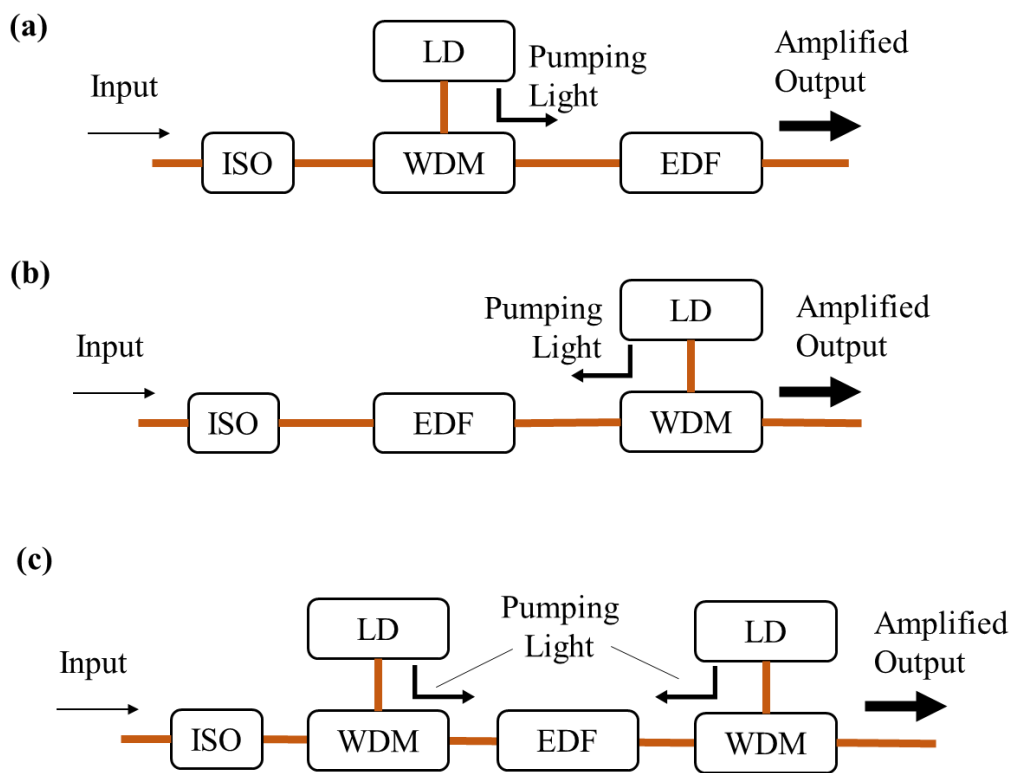 (a)
LD
Pumping
Light
Amplified
Output
Input
ISO
WDM
EDF
(b)
Pumping
Light
LD
Amplified
Output
Input
ISO
EDF
WDM
(c)
LD
Pumping
Light
LD
Amplified
Output
Input
ISO
WDM
EDF
WDM